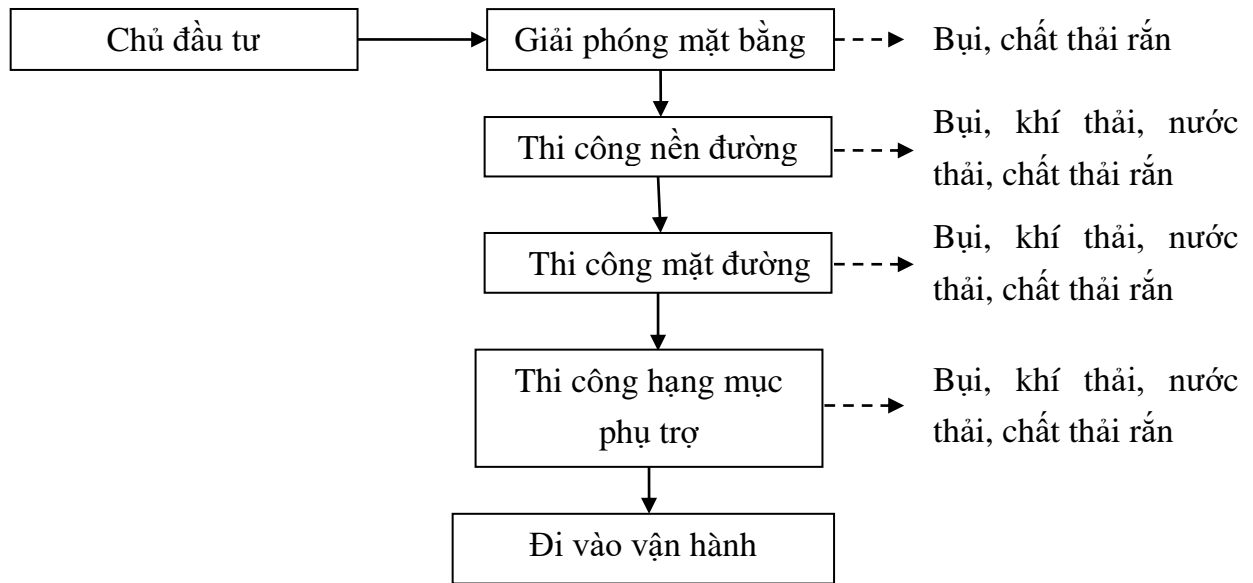 Chủ đầu tư
Giải phóng mặt bằng
Bụi, chất thải rắn
Thi công nền đường
Bụi, khí thải, nước
thải, chất thải rắn
Thi công mặt đường
Bụi, khí thải, nước
thải, chất thải rắn
Thi công hạng mục
phụ trợ
Bụi, khí thải, nước
thải, chất thải rắn
Đi vào vận hành